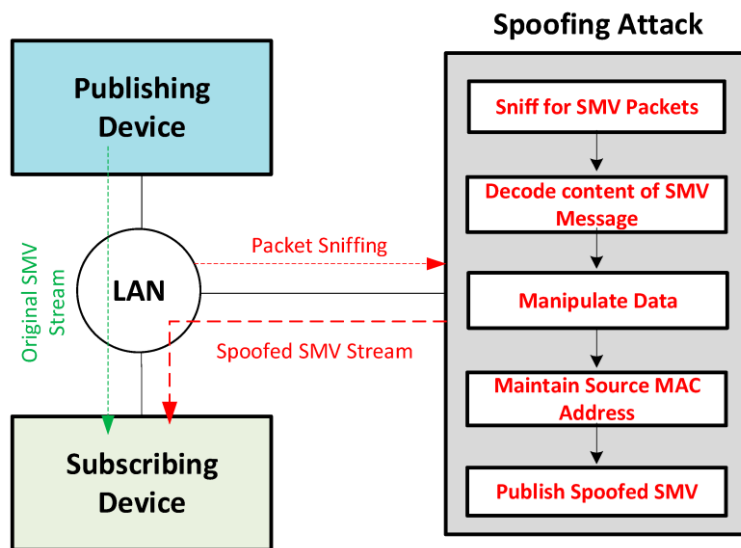 Spoofing Attack
Publishing
Device
Sniff for SMV Packets
Decode content of SMV
Message
Packet Sniffing
LAN
Original SMV
Stream
Manipulate Data
Spoofed SMV Stream
Maintain Source MAC
Address
Subscribing
Device
Publish Spoofed SMV